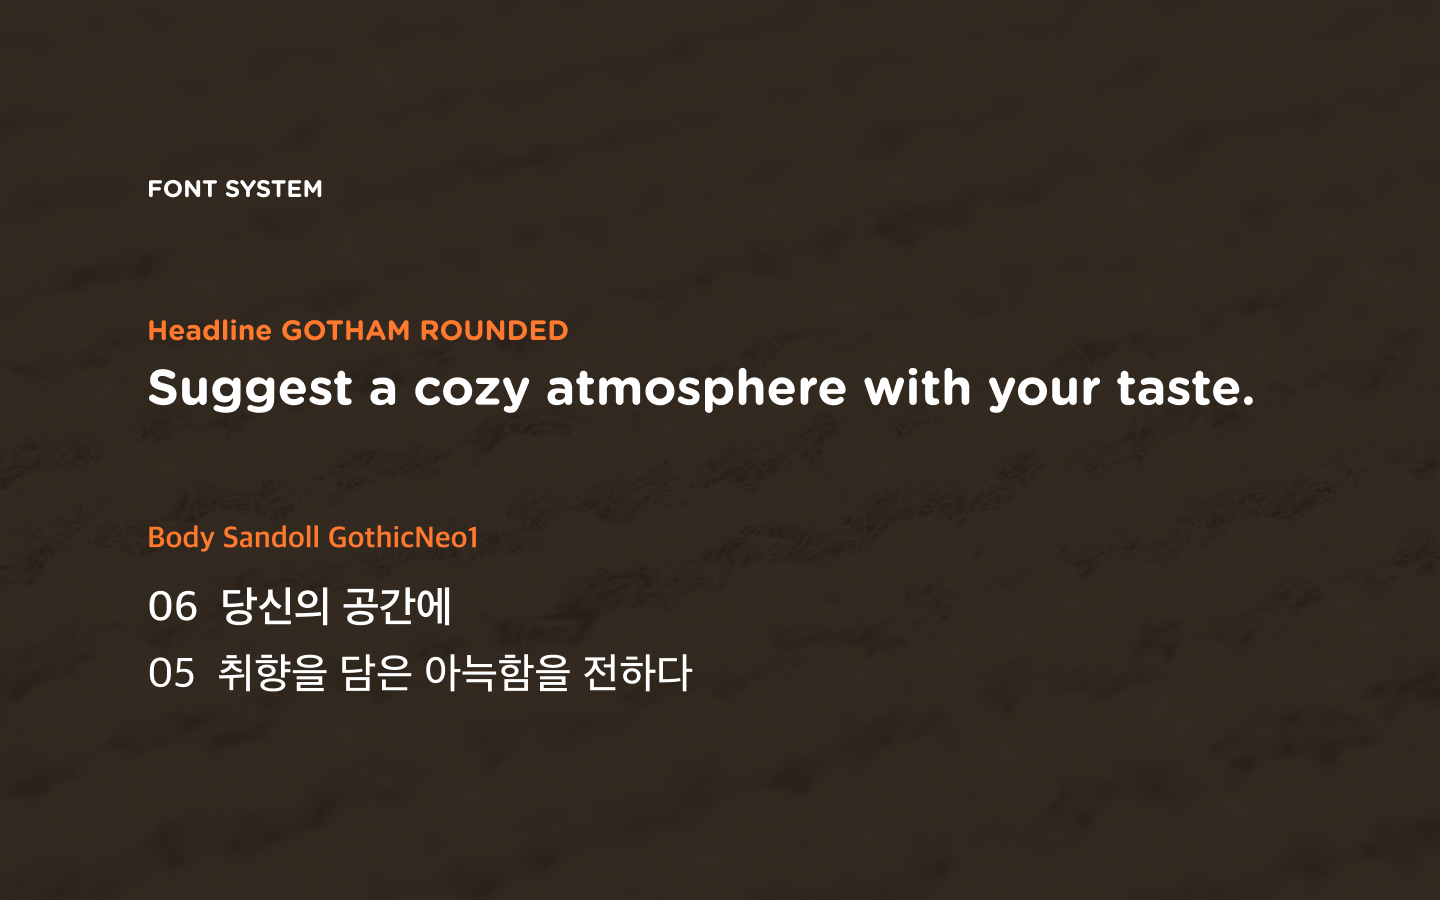 FONT SYSTEM
Headline GOTHAM ROUNDED
Suggest a cozy atmosphere with your taste.
Body Sandoll GothicNeo1
06 당신의 공간에
05 취향을 담은 아늑함을 전하다